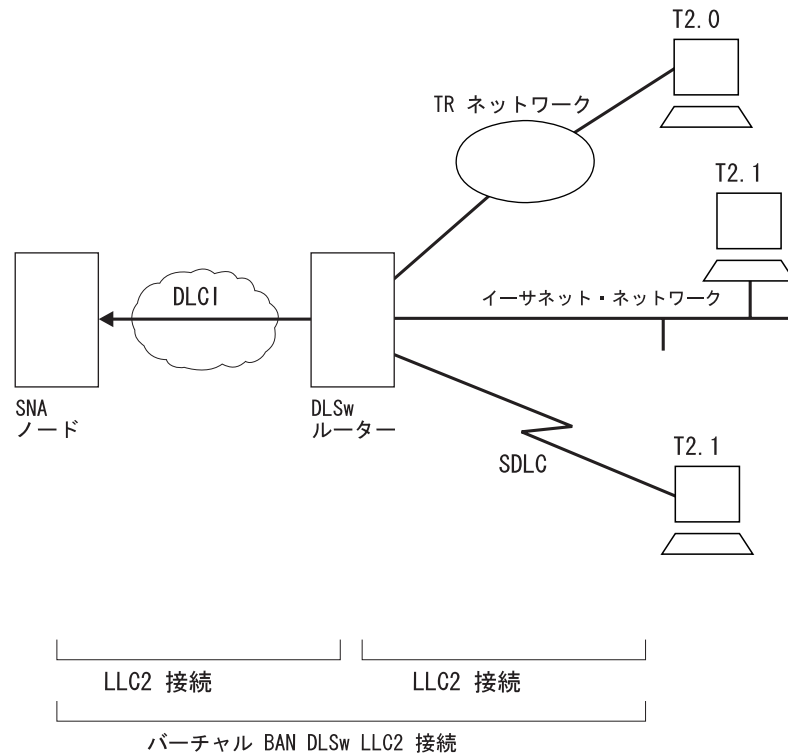 T2.0
TR ネットワーク
T2.1
DLCI
イーサネット・ネットワーク
SNA
ノード
DLSw
ルーター
T2.1
SDLC
LLC2 接続
LLC2 接続
バーチャル BAN DLSw LLC2 接続